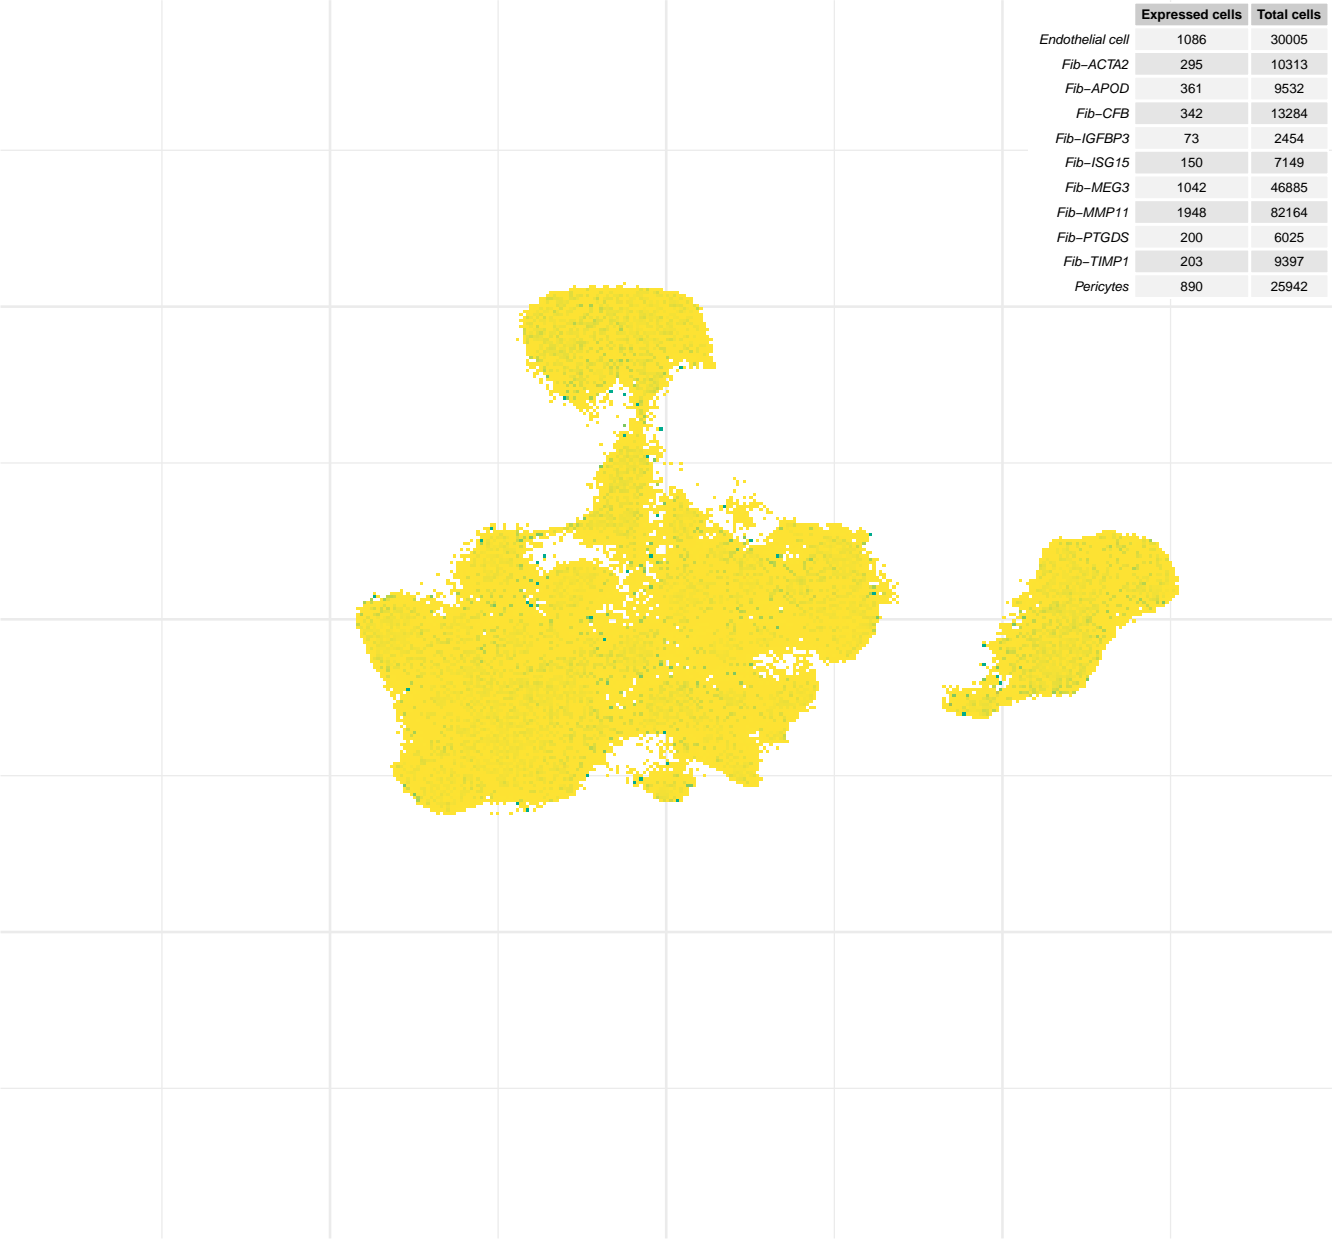 Expressed cells Total cells
Endothelial cell 1086 30005
Fib−ACTA2 295 10313
Fib−APOD 361 9532
Fib−CFB 342 13284
Fib−IGFBP3 73 2454
Fib−ISG15 150 7149
Fib−MEG3 1042 46885
Fib−MMP11 1948 82164
Fib−PTGDS 200 6025
Fib−TIMP1 203 9397
Pericytes 890 25942